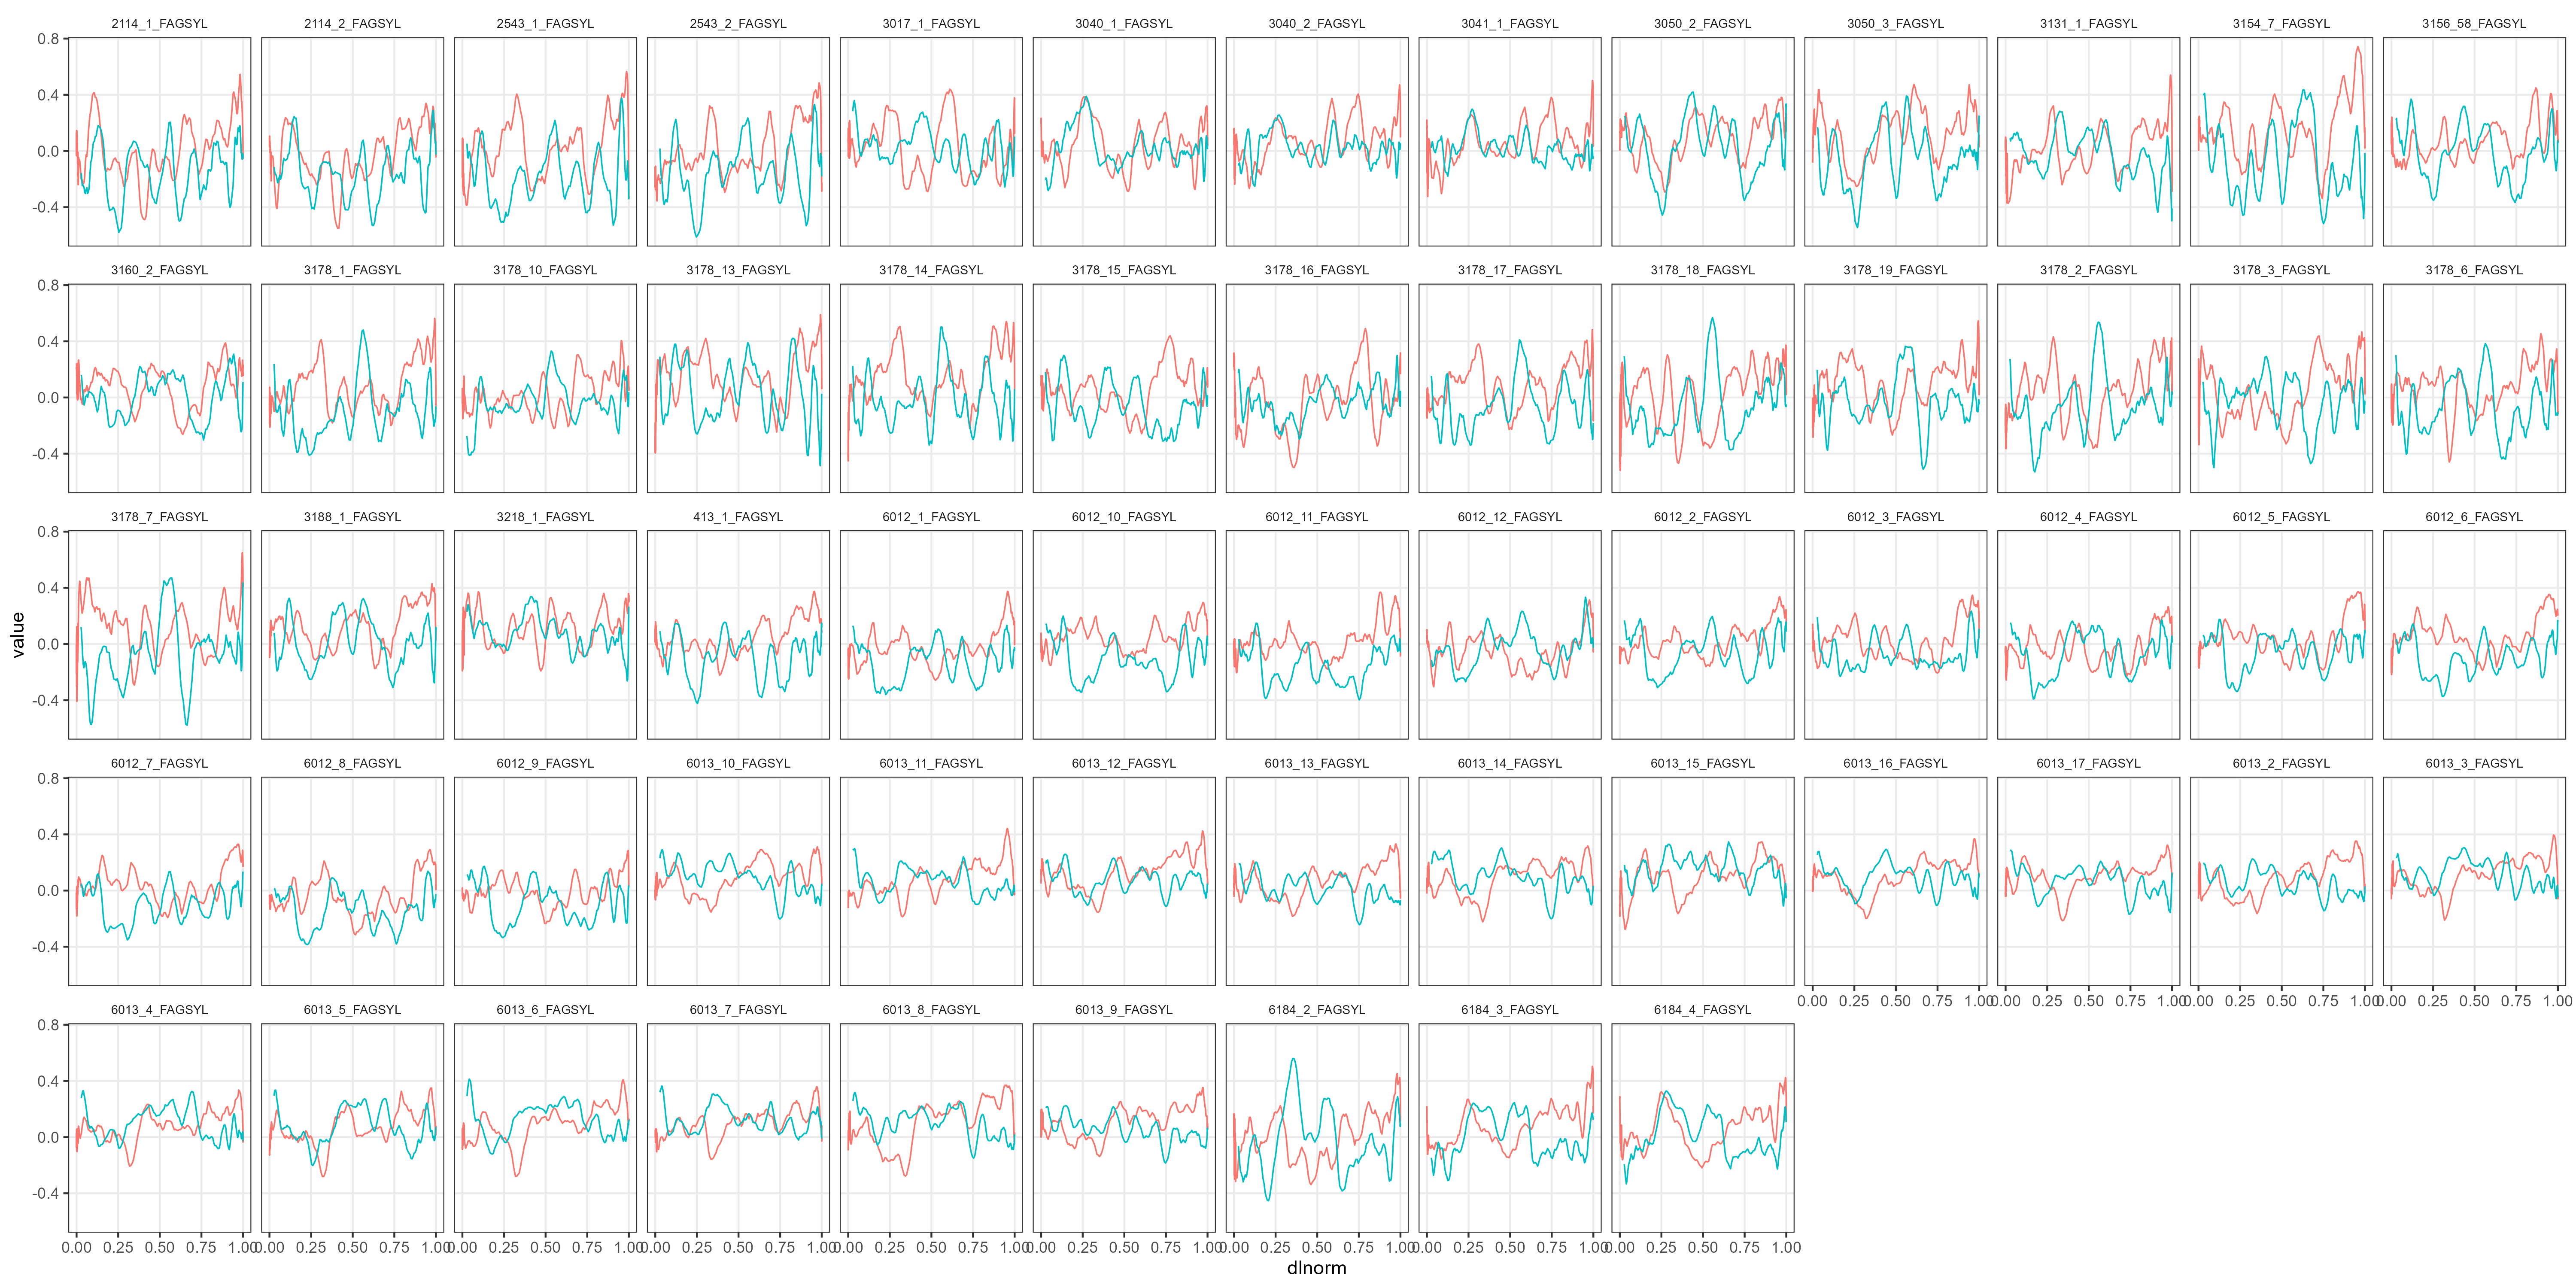 2114_1_FAGSYL 2114_2_FAGSYL 2543_1_FAGSYL 2543_2_FAGSYL 3017_1_FAGSYL 3040_1_FAGSYL 3040_2_FAGSYL 3041_1_FAGSYL 3050_2_FAGSYL 3050_3_FAGSYL 3131_1_FAGSYL 3154_7_FAGSYL 3156_58_FAGSYL
0.8
0.4
0.0
-0.4
3160_2_FAGSYL 3178_1_FAGSYL 3178_10_FAGSYL 3178_13_FAGSYL 3178_14_FAGSYL 3178_15_FAGSYL 3178_16_FAGSYL 3178_17_FAGSYL 3178_18_FAGSYL 3178_19_FAGSYL 3178_2_FAGSYL 3178_3_FAGSYL 3178_6_FAGSYL
0.8
0.4
0.0
-0.4
3178_7_FAGSYL 3188_1_FAGSYL 3218_1_FAGSYL 413_1_FAGSYL 6012_1_FAGSYL 6012_10_FAGSYL 6012_11_FAGSYL 6012_12_FAGSYL 6012_2_FAGSYL 6012_3_FAGSYL 6012_4_FAGSYL 6012_5_FAGSYL 6012_6_FAGSYL
0.8
0.4
0.0
-0.4
value
6012_7_FAGSYL 6012_8_FAGSYL 6012_9_FAGSYL 6013_10_FAGSYL 6013_11_FAGSYL 6013_12_FAGSYL 6013_13_FAGSYL 6013_14_FAGSYL 6013_15_FAGSYL 6013_16_FAGSYL 6013_17_FAGSYL 6013_2_FAGSYL 6013_3_FAGSYL
0.8
0.4
0.0
-0.4
0.00 0.25 0.50 0.75 1.00 0.00 0.25 0.50 0.75 1.00 0.00 0.25 0.50 0.75 1.00 0.00 0.25 0.50 0.75 1.00
6013_4_FAGSYL 6013_5_FAGSYL 6013_6_FAGSYL 6013_7_FAGSYL 6013_8_FAGSYL 6013_9_FAGSYL 6184_2_FAGSYL 6184_3_FAGSYL 6184_4_FAGSYL
0.8
0.4
0.0
-0.4
0.00 0.25 0.50 0.75 1.00 0.00 0.25 0.50 0.75 1.00 0.00 0.25 0.50 0.75 1.00 0.00 0.25 0.50 0.75 1.00 0.00 0.25 0.50 0.75 1.00 0.00 0.25 0.50 0.75 1.00 0.00 0.25 0.50 0.75 1.00 0.00 0.25 0.50 0.75 1.00 0.00 0.25 0.50 0.75 1.00
dlnorm